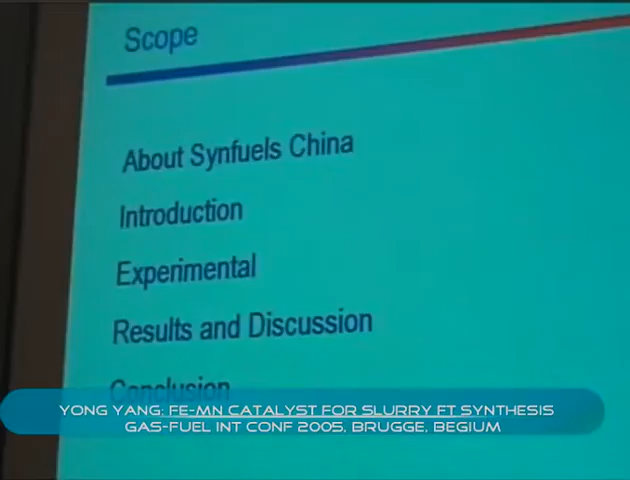 Scope
About Synfuels China
Introduction
Experimental
Results and Discussion
Conclusion
YONG YANG: FE-MN CATALYST FOR SLURRY FT SYNTHESIS
GAS-FUEL INT CONF 2005, BRUGGE, BEGIUM